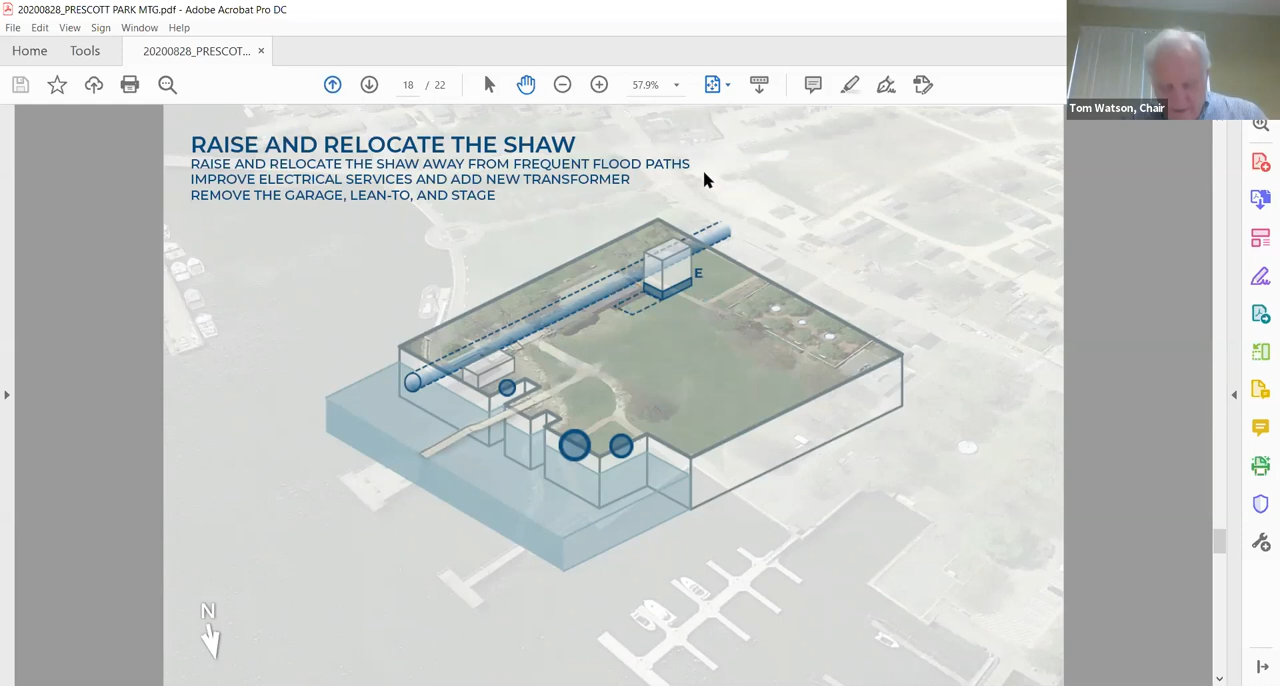 20200828_PRESCOTT PARK MTG.pdf - Adobe Acrobat Pro DC
File Edit View Sign Window Help
Home Tools 20200828_PRESCOT... ×
18 / 22 57.9%
Tom Watson, Chair
RAISE AND RELOCATE THE SHAW
RAISE AND RELOCATE THE SHAW AWAY FROM FREQUENT FLOOD PATHS
IMPROVE ELECTRICAL SERVICES AND ADD NEW TRANSFORMER
REMOVE THE GARAGE, LEAN-TO, AND STAGE
E
N